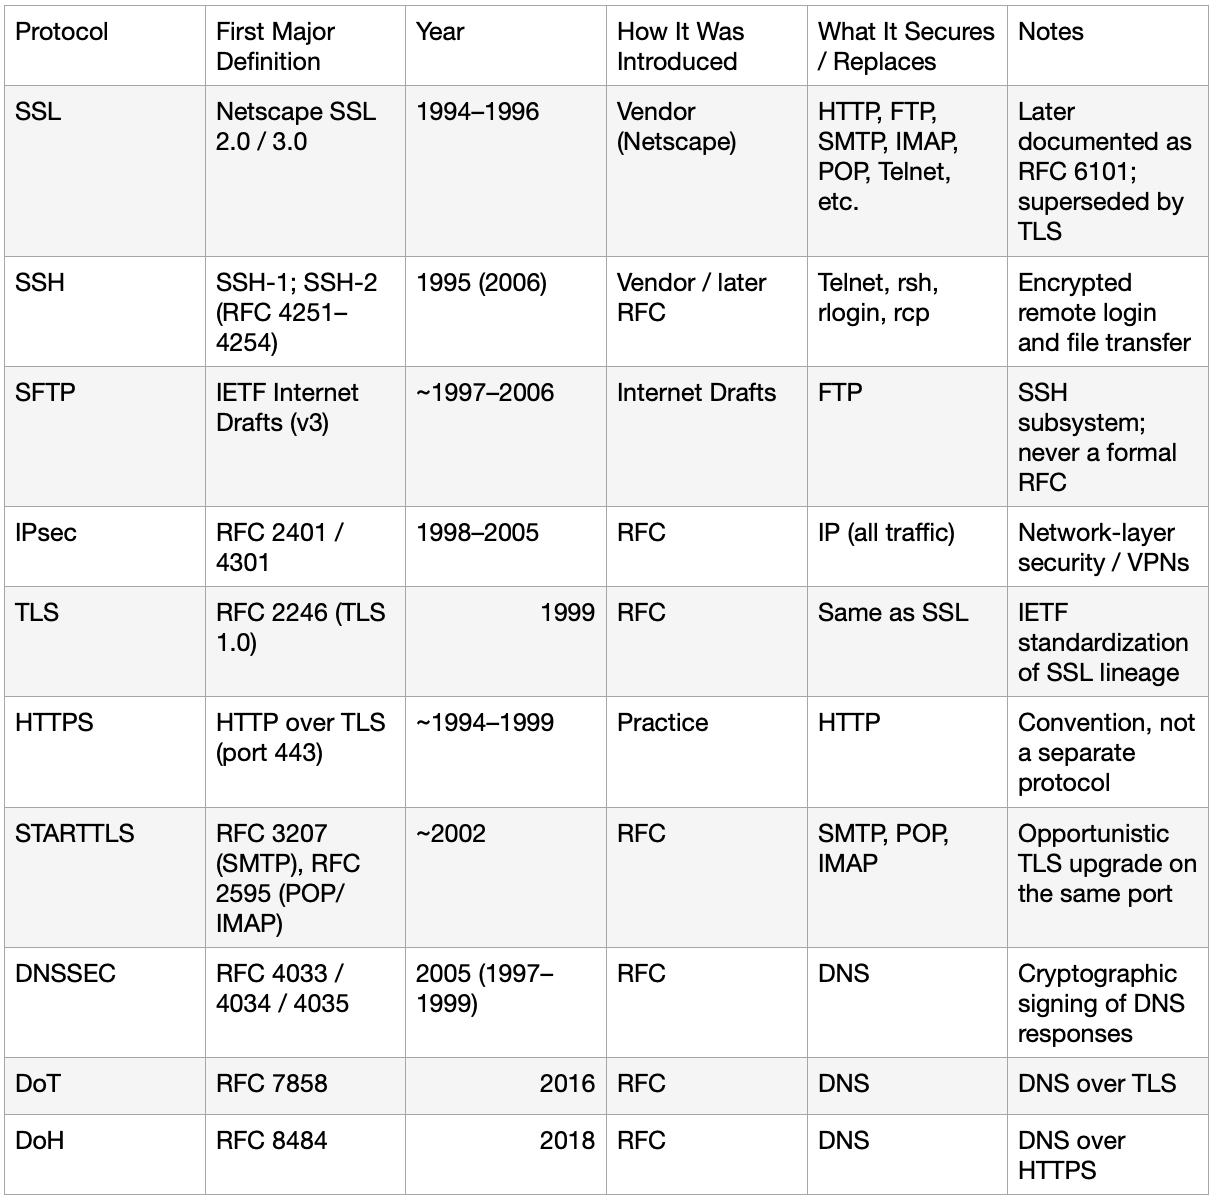 Protocol
First Major
Definition
Year
How It Was
Introduced
What It Secures
/ Replaces
Notes
SSL
Netscape SSL
2.0 / 3.0
1994–1996
Vendor
(Netscape)
HTTP, FTP,
SMTP, IMAP,
POP, Telnet,
etc.
Later
documented as
RFC 6101;
superseded by
TLS
SSH
SSH-1; SSH-2
(RFC 4251–
4254)
1995 (2006)
Vendor / later
RFC
Telnet, rsh,
rlogin, rcp
Encrypted
remote login
and file transfer
SFTP
IETF Internet
Drafts (v3)
~1997–2006
Internet Drafts
FTP
SSH
subsystem;
never a formal
RFC
IPsec
RFC 2401 /
4301
1998–2005
RFC
IP (all traffic)
Network-layer
security / VPNs
TLS
RFC 2246 (TLS
1.0)
1999
RFC
Same as SSL
IETF
standardization
of SSL lineage
HTTPS
HTTP over TLS
(port 443)
~1994–1999
Practice
HTTP
Convention, not
a separate
protocol
STARTTLS
RFC 3207
(SMTP), RFC
2595 (POP/
IMAP)
~2002
RFC
SMTP, POP,
IMAP
Opportunistic
TLS upgrade on
the same port
DNSSEC
RFC 4033 /
4034 / 4035
2005 (1997–
1999)
RFC
DNS
Cryptographic
signing of DNS
responses
DoT
RFC 7858
2016
RFC
DNS
DNS over TLS
DoH
RFC 8484
2018
RFC
DNS
DNS over
HTTPS